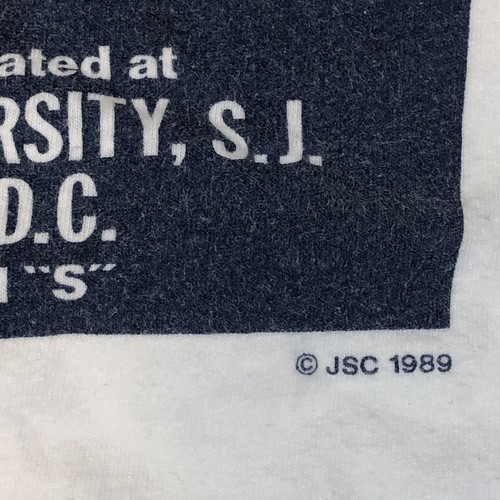 ated at
RSITY, S.J.
D.C.
"S"
© JSC 1989